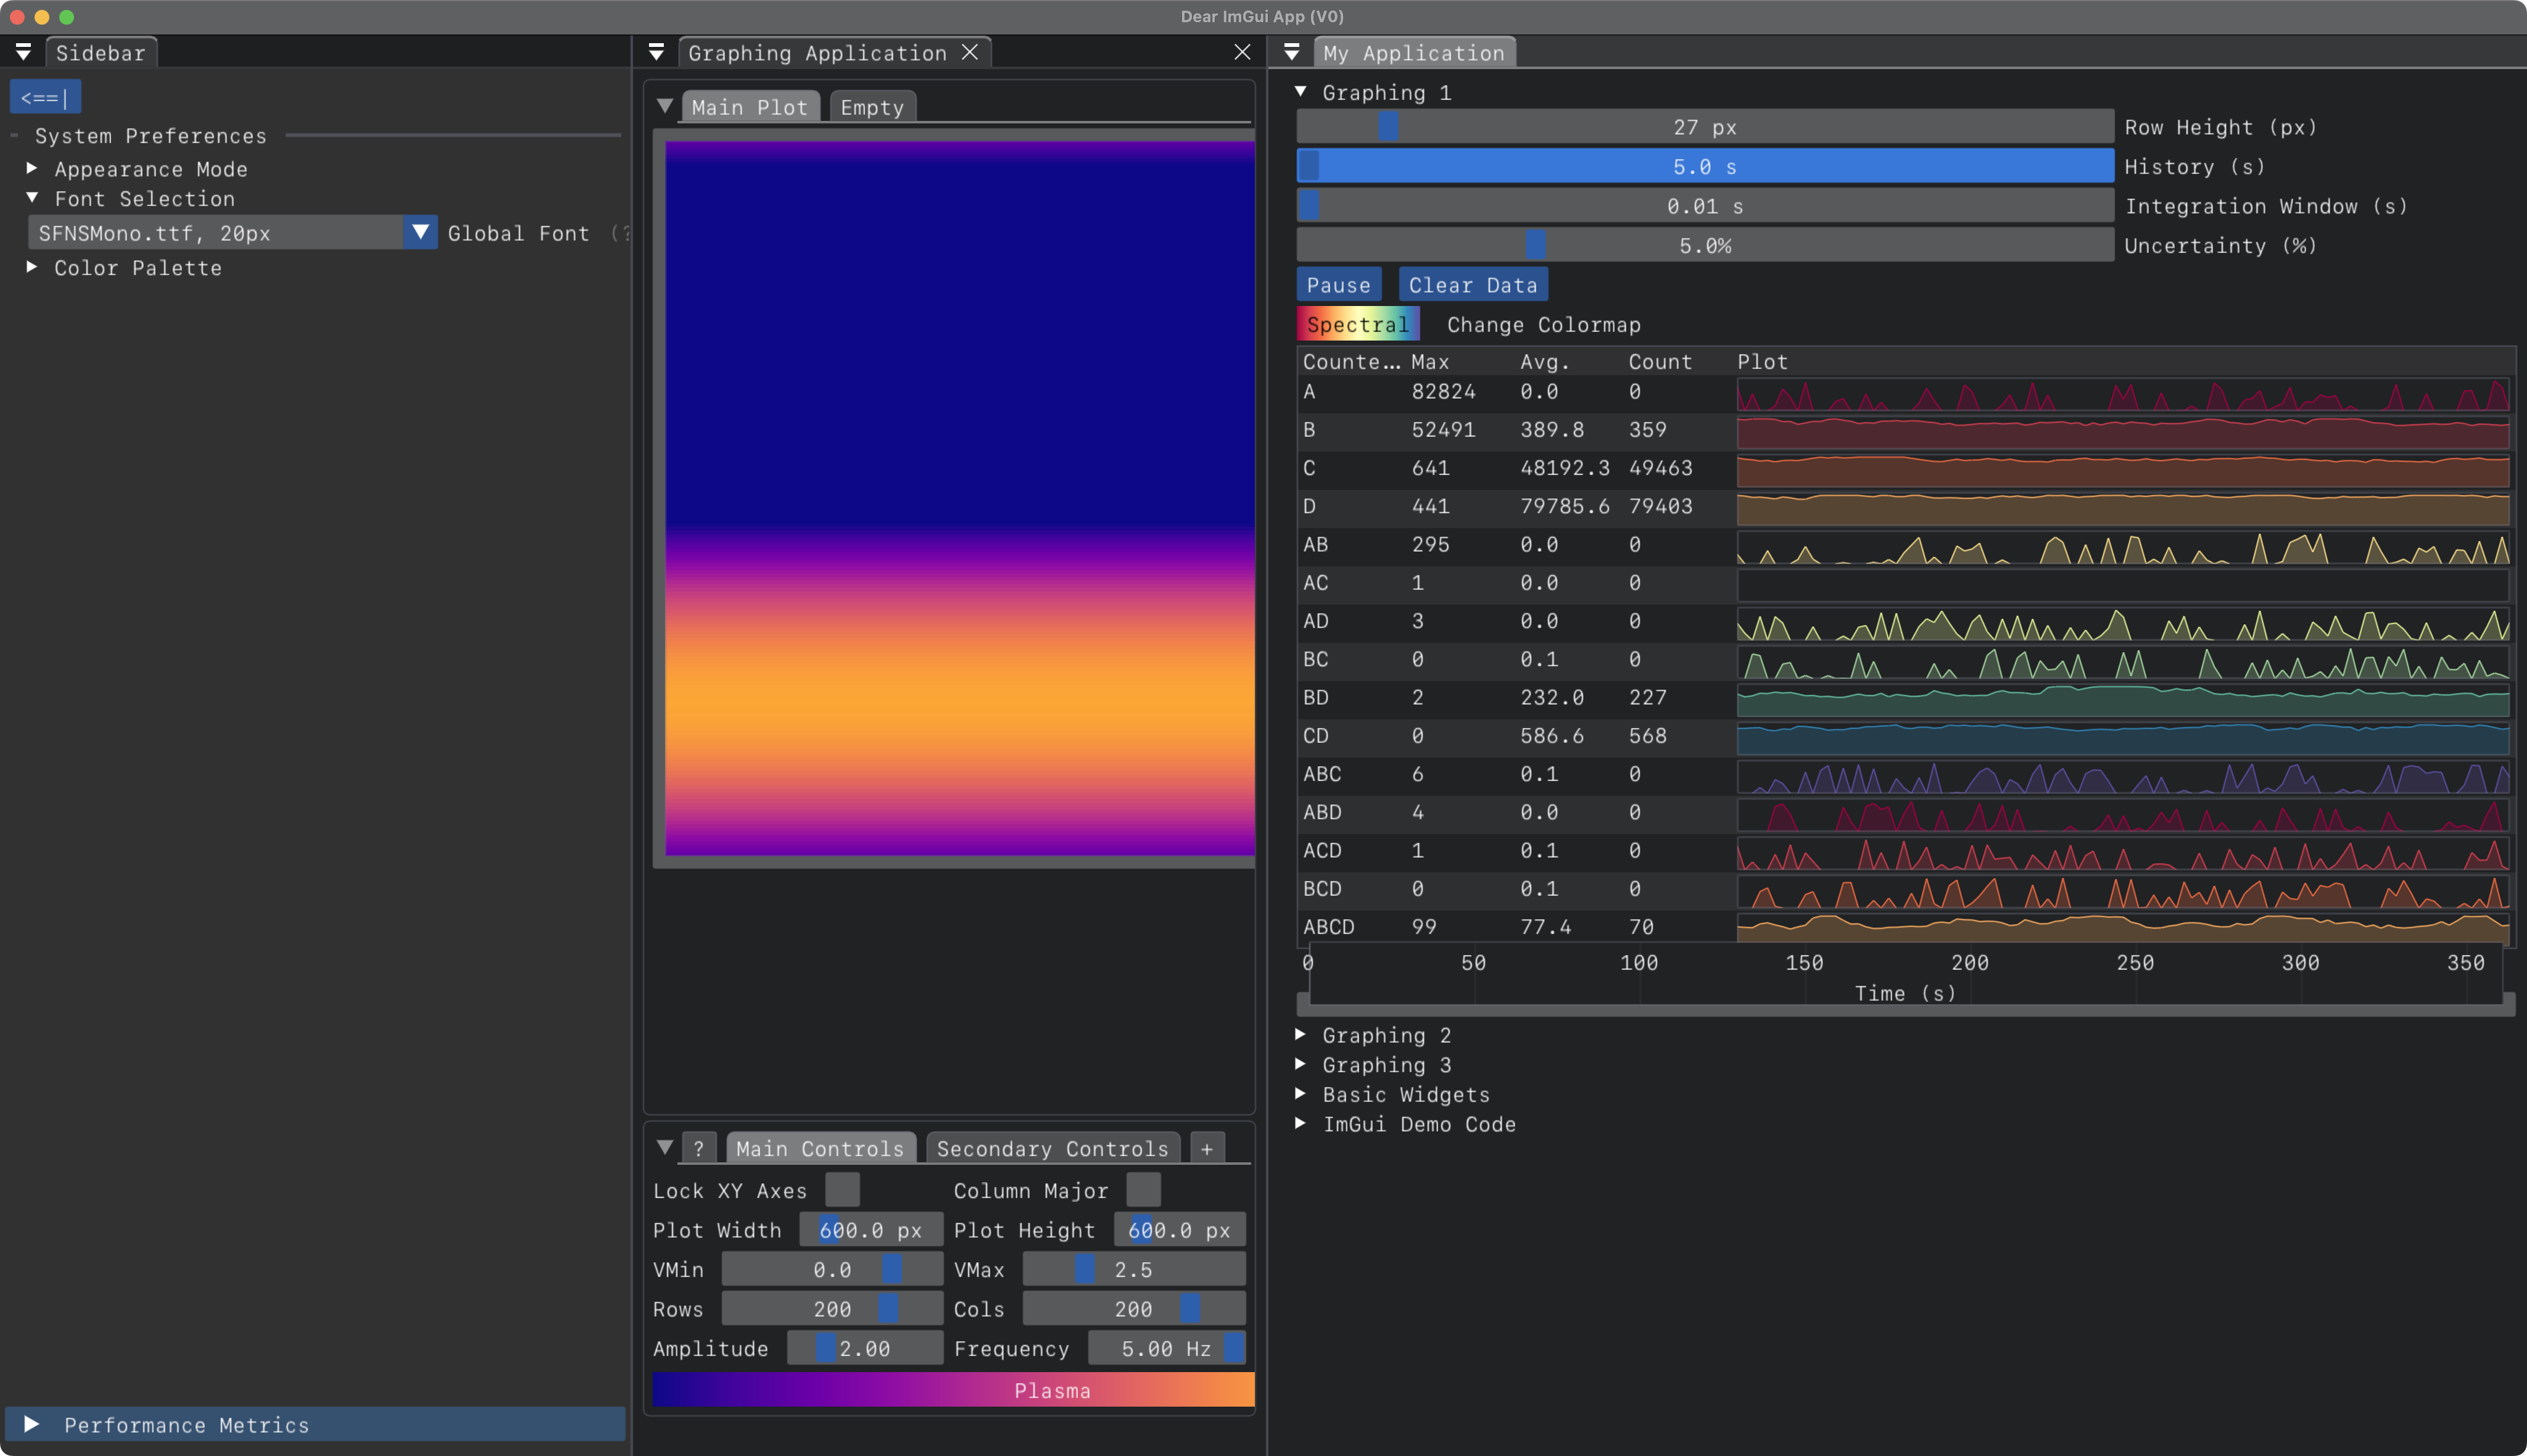 Dear ImGui App (V0)
Sidebar
<==|
System Preferences
Appearance Mode
Font Selection
SFNSMono.ttf, 20px Global Font (?
Color Palette
Performance Metrics
Graphing Application
Main Plot Empty
? Main Controls Secondary Controls +
Lock XY Axes Column Major
Plot Width 600.0 px Plot Height 600.0 px
VMin 0.0 VMax 2.5
Rows 200 Cols 200
Amplitude 2.00 Frequency 5.00 Hz
Plasma
My Application
Graphing 1
27 px Row Height (px)
5.0 s History (s)
0.01 s Integration Window (s)
5.0% Uncertainty (%)
Pause Clear Data
Spectral Change Colormap
Counte... Max Avg. Count Plot
A 82824 0.0 0
B 52491 389.8 359
C 641 48192.3 49463
D 441 79785.6 79403
AB 295 0.0 0
AC 1 0.0 0
AD 3 0.0 0
BC 0 0.1 0
BD 2 232.0 227
CD 0 586.6 568
ABC 6 0.1 0
ABD 4 0.0 0
ACD 1 0.1 0
BCD 0 0.1 0
ABCD 99 77.4 70
0 50 100 150 200 250 300 350
Time (s)
Graphing 2
Graphing 3
Basic Widgets
ImGui Demo Code